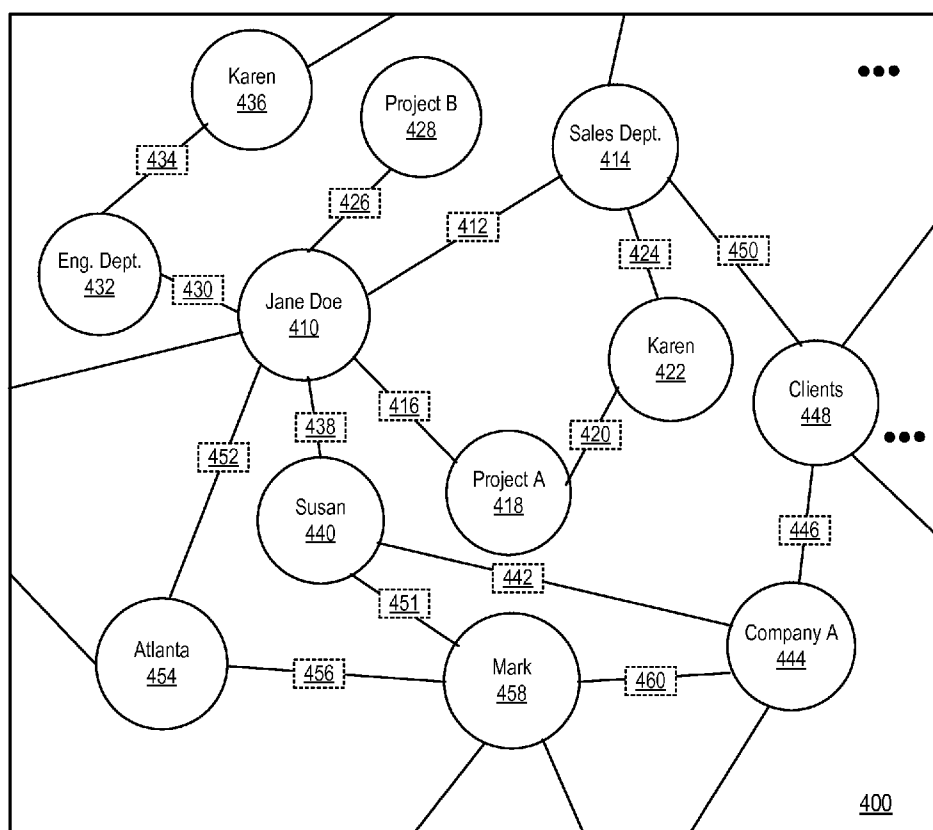 Karen
436
Project B
428
Sales Dept.
414
434
426
412
424
450
Eng. Dept.
432
430
Jane Doe
410
Karen
422
Clients
448
416
438
420
452
Project A
418
Susan
440
446
442
451
Atlanta
454
456
Mark
458
460
Company A
444
400